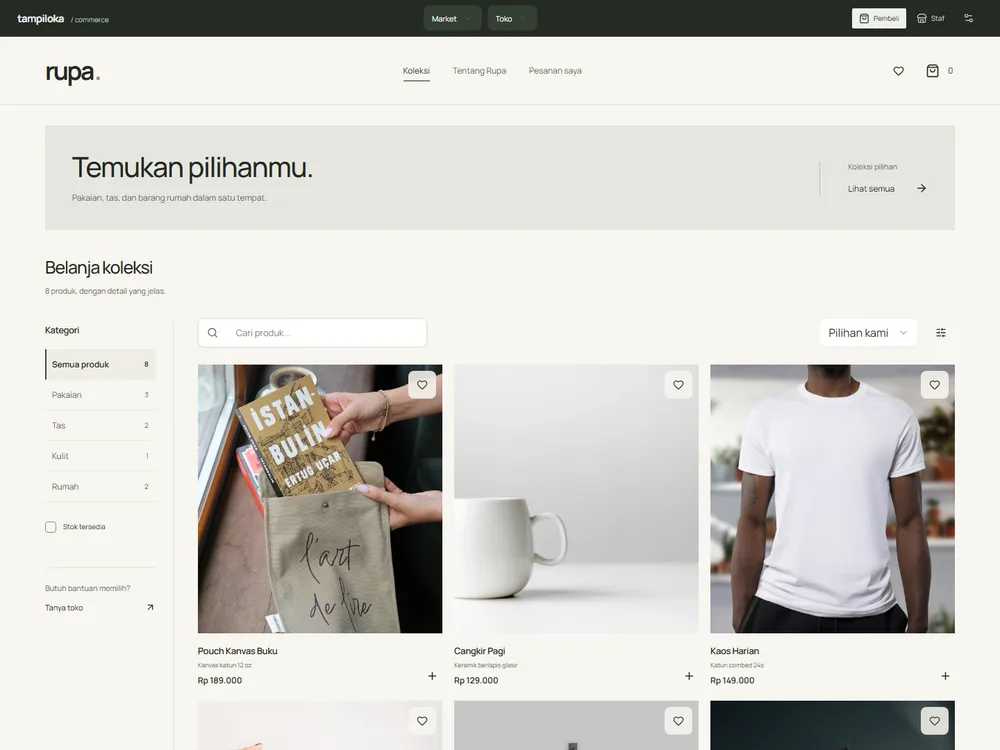 tampiloka / commerce
Market
Toko
Pembeli
Staf
rupa.
Koleksi
Tentang Rupa
Pesanan saya
0
Temukan pilihanmu.
Pakaian, tas, dan barang rumah dalam satu tempat.
Koleksi pilihan
Lihat semua
Belanja koleksi
8 produk, dengan detail yang jelas.
Kategori
Semua produk 8
Pakaian 3
Tas 2
Kulit 1
Rumah 2
Stok tersedia
Butuh bantuan memilih?
Tanya toko
Cari produk...
Pilihan kami
İSTAN-
BULİN
ERTUĞ UÇAR
l'art
de lire
Pouch Kanvas Buku
Kanvas katun 12 oz
Rp 189.000
Cangkir Pagi
Keramik berlapis glasir
Rp 129.000
Kaos Harian
Katun combed 24s
Rp 149.000